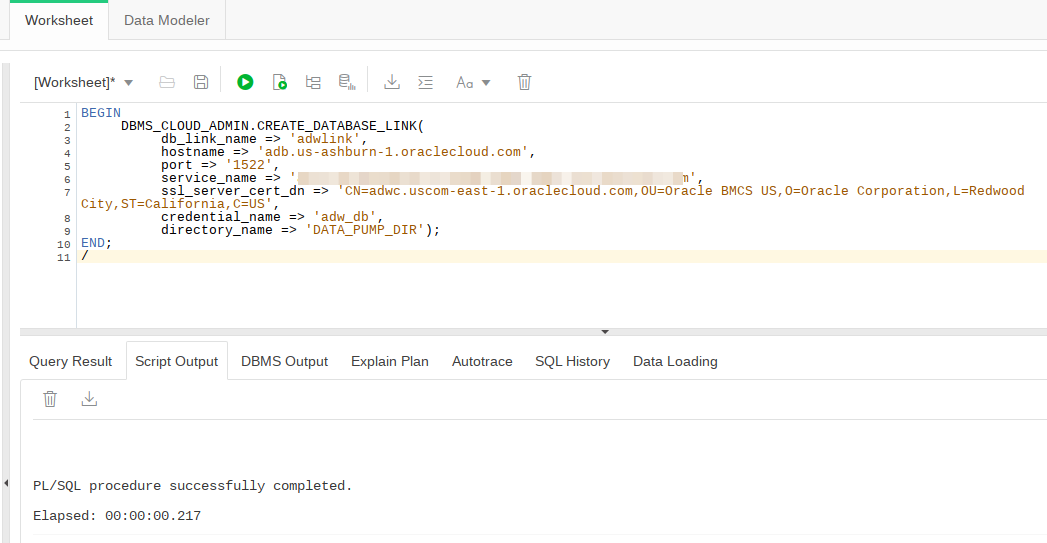 Worksheet Data Modeler
[Worksheet]* Aa
1 BEGIN
2 DBMS_CLOUD_ADMIN.CREATE_DATABASE_LINK(
3 db_link_name => 'adwlink',
4 hostname => 'adb.us-ashburn-1.oraclecloud.com',
5 port => '1522',
6 service_name => ' m',
7 ssl_server_cert_dn => 'CN=adwc.uscom-east-1.oraclecloud.com,OU=Oracle BMCS US,O=Oracle Corporation,L=Redwood
City,ST=California,C=US',
8 credential_name => 'adw_db',
9 directory_name => 'DATA_PUMP_DIR');
10 END;
11 /
Query Result Script Output DBMS Output Explain Plan Autotrace SQL History Data Loading
PL/SQL procedure successfully completed.
Elapsed: 00:00:00.217